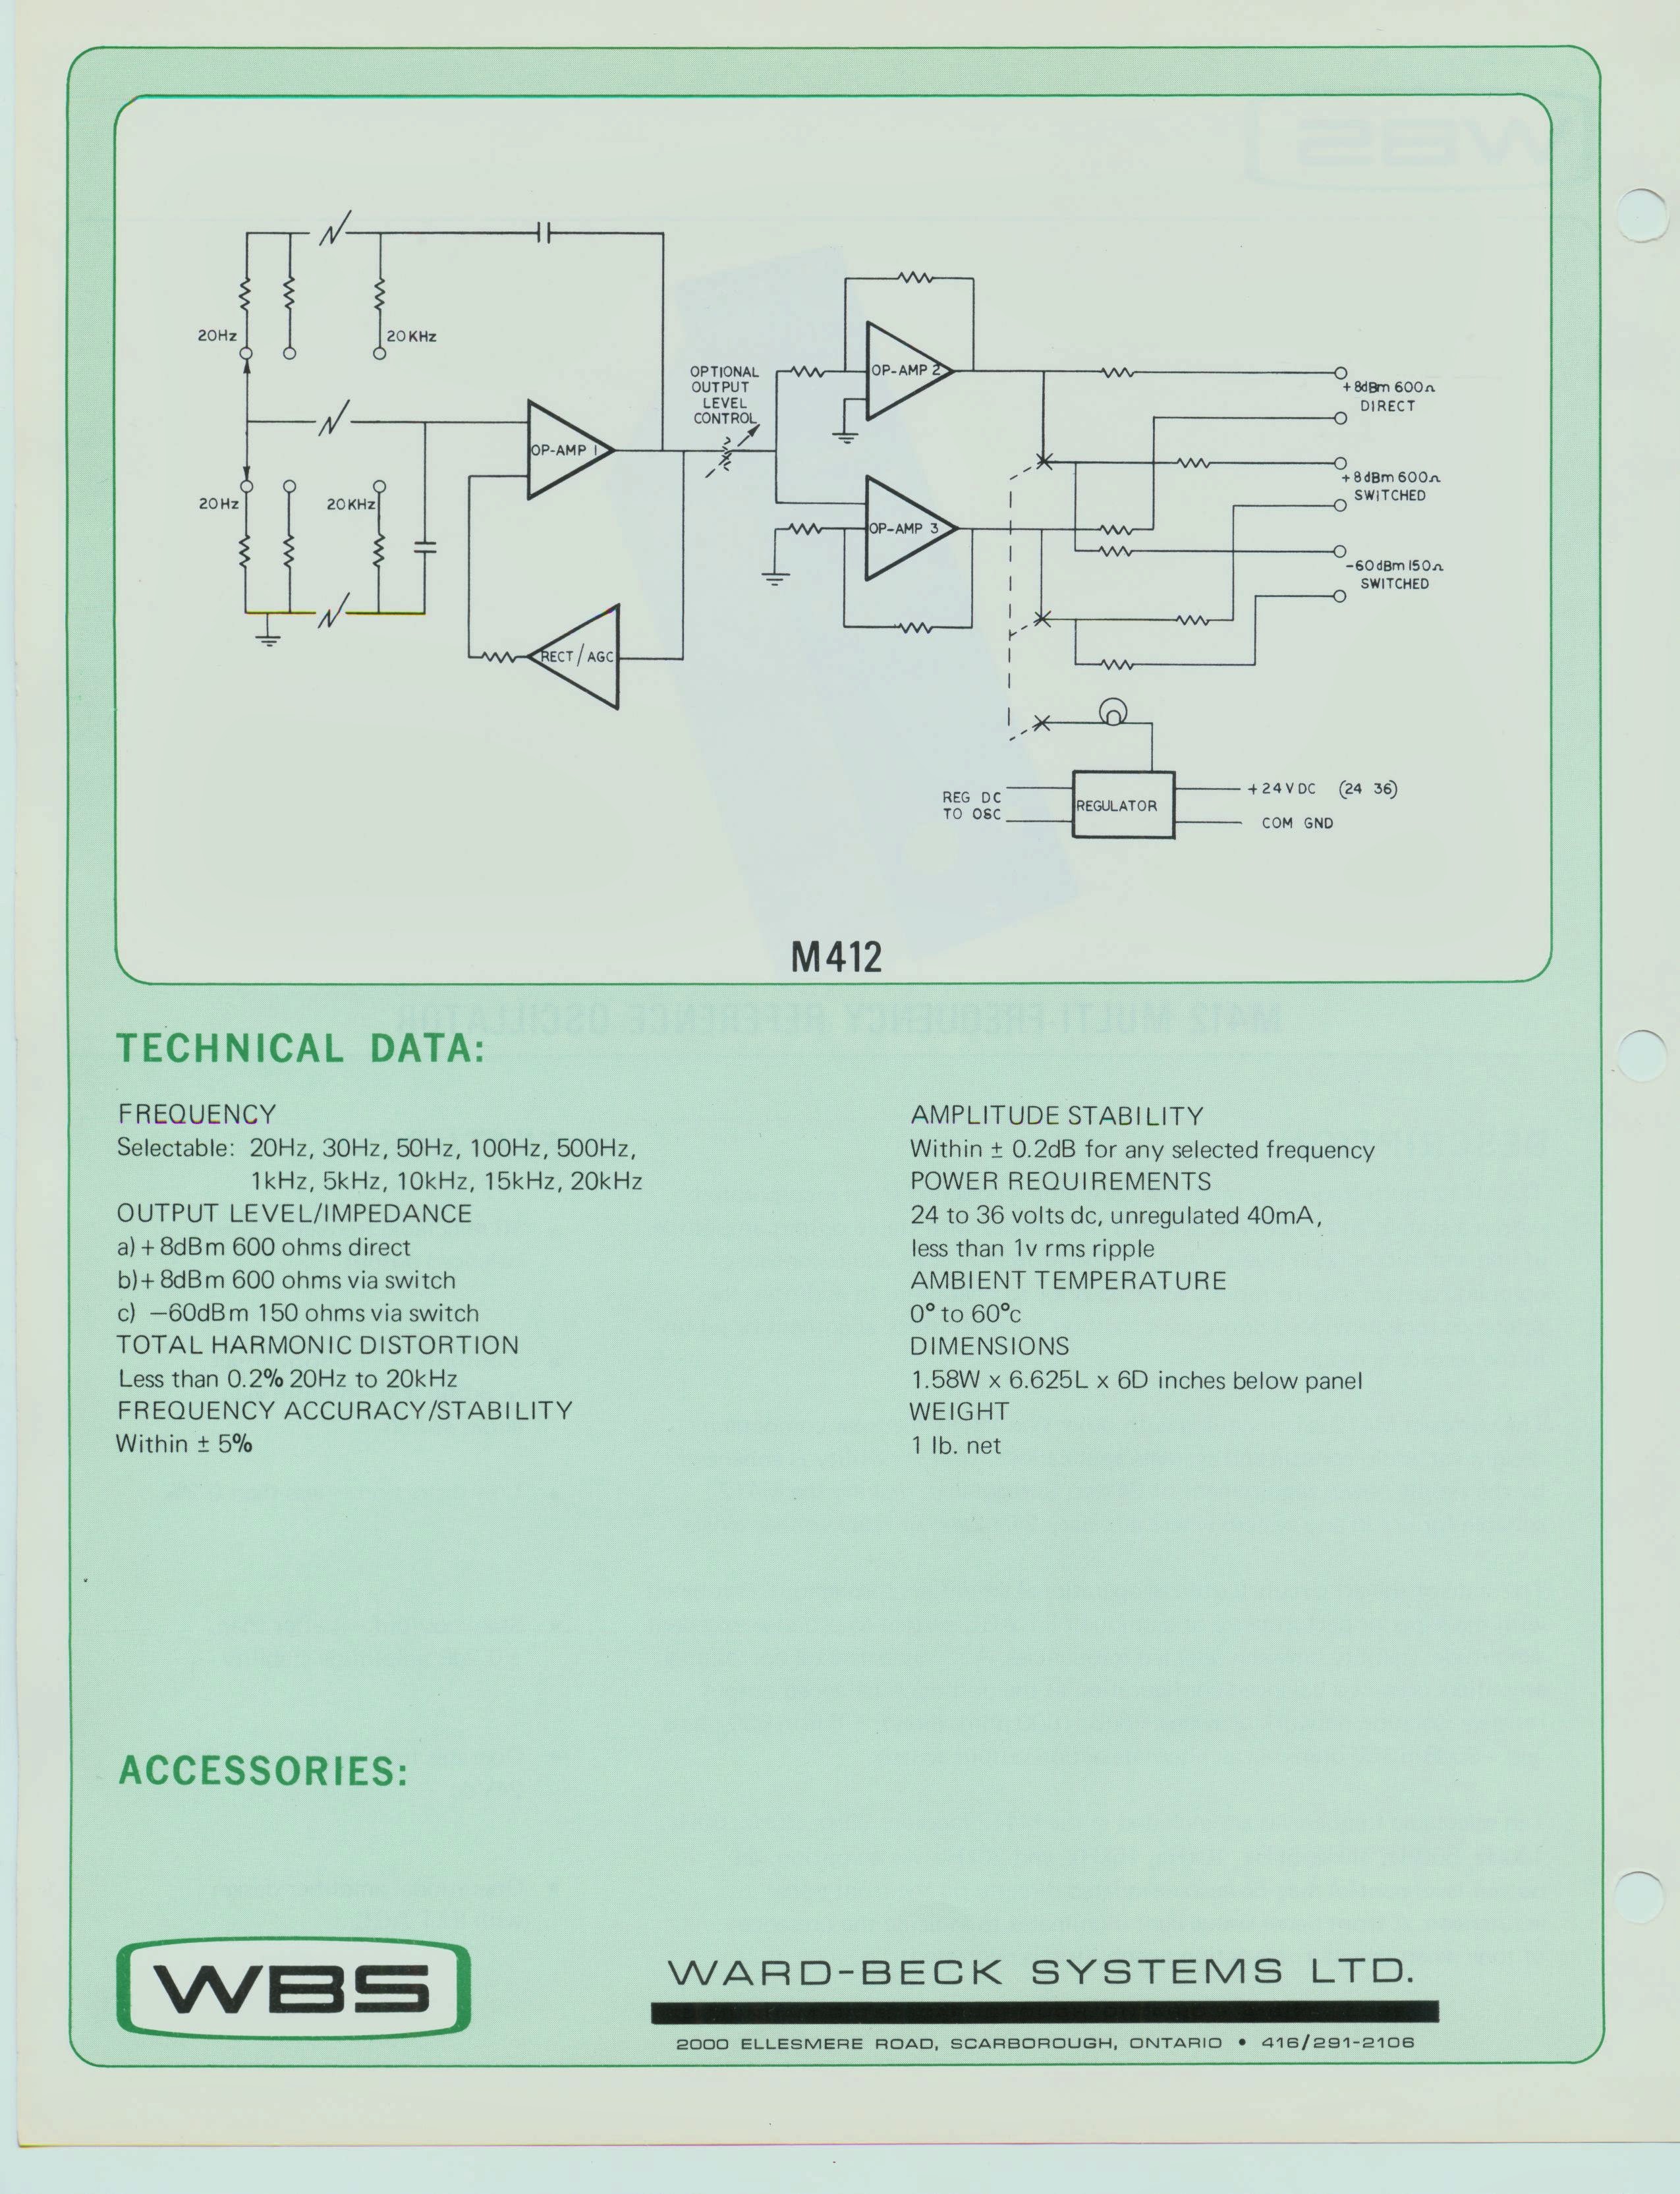 20Hz
20KHz
20Hz
20KHz
OP-AMP 1
RECT/AGC
OPTIONAL
OUTPUT
LEVEL
CONTROL
OP-AMP 2
OP-AMP 3
+8dBm 600Ω
DIRECT
+8dBm 600Ω
SWITCHED
-60dBm 150Ω
SWITCHED
REG DC
TO OSC
REGULATOR
+24VDC (24 36)
COM GND
M412
M412 MULTI-FREQUENCY REFERENCE OSCILLATOR
TECHNICAL DATA:
FREQUENCY
Selectable: 20Hz, 30Hz, 50Hz, 100Hz, 500Hz,
1kHz, 5kHz, 10kHz, 15kHz, 20kHz
OUTPUT LEVEL/IMPEDANCE
a) +8dBm 600 ohms direct
b) +8dBm 600 ohms via switch
c) −60dBm 150 ohms via switch
TOTAL HARMONIC DISTORTION
Less than 0.2% 20Hz to 20kHz
FREQUENCY ACCURACY/STABILITY
Within ± 5%
AMPLITUDE STABILITY
Within ± 0.2dB for any selected frequency
POWER REQUIREMENTS
24 to 36 volts dc, unregulated 40mA,
less than 1v rms ripple
AMBIENT TEMPERATURE
0° to 60°c
DIMENSIONS
1.58W x 6.625L x 6D inches below panel
WEIGHT
1 lb. net
ACCESSORIES:
WBS
WARD-BECK SYSTEMS LTD.
2000 ELLESMERE ROAD, SCARBOROUGH, ONTARIO • 416/291-2106